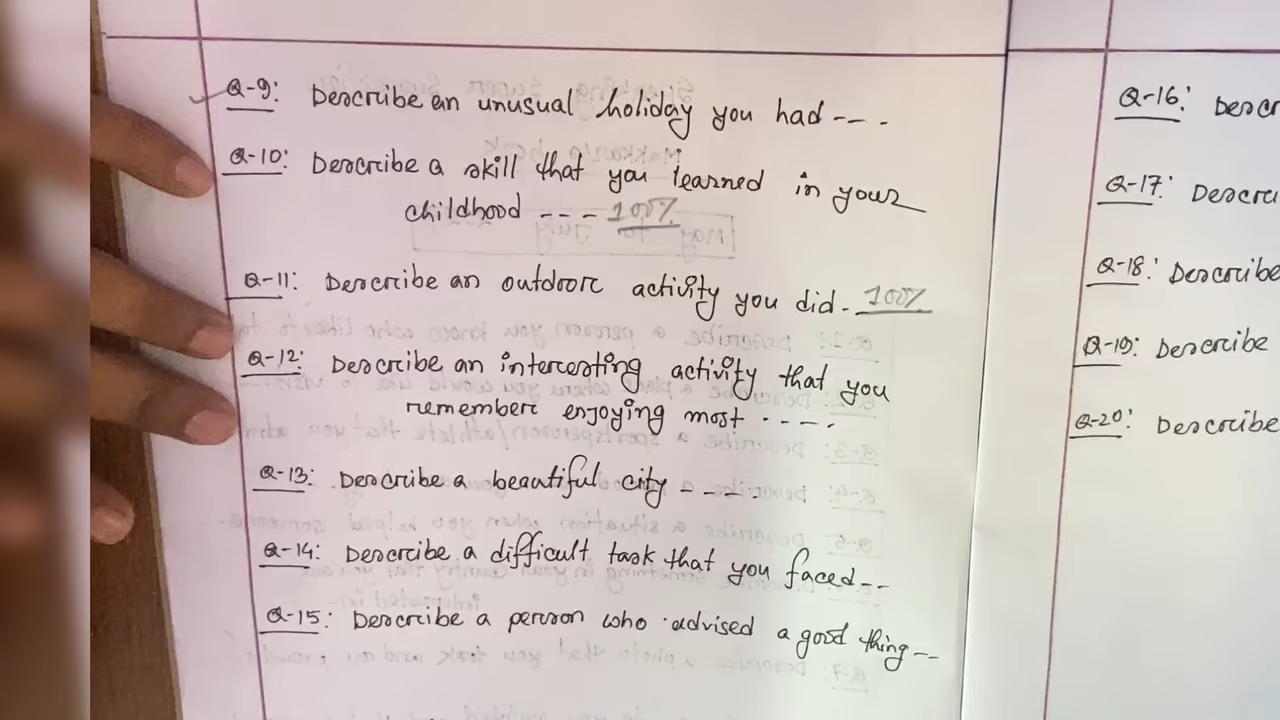 Q-9: Describe an unusual holiday you had ---
Q-10: Describe a skill that you learned in your
childhood --- 100%
Q-11: Describe an outdoor activity you did. 100%
Q-12: Describe an interesting activity that you
remember enjoying most ----.
Q-13: Describe a beautiful city ----.
Q-14: Describe a difficult task that you faced--
Q-15: Describe a person who advised a good thing--
Q-16: Descr
Q-17: Descri
Q-18: Describe
Q-19: Describe
Q-20: Describe